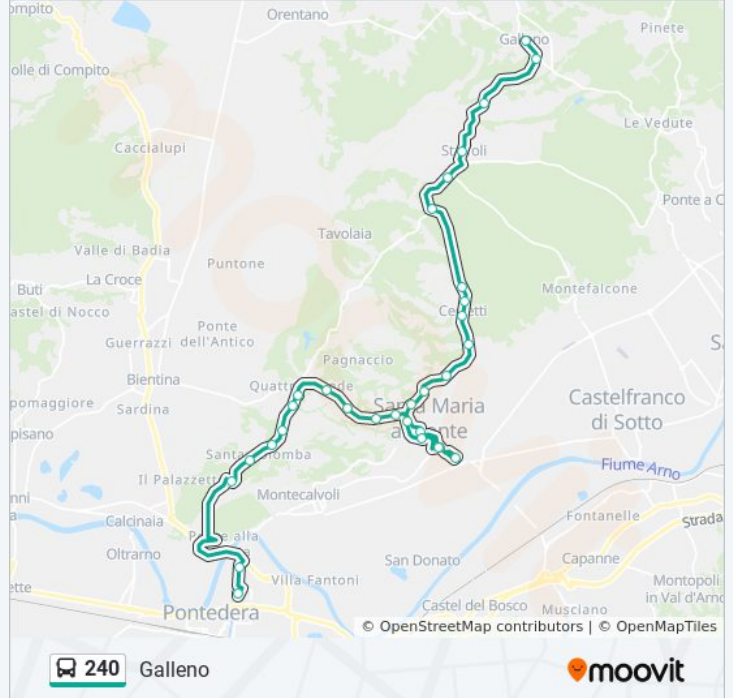 ompito
Orentano
Pinete
Galleno
olle di Compito
Le Vedute
Caccialupi
Staffoli
Ponte a C
Tavolaia
Valle di Badia
Puntone
La Croce
Buti
Montefalcone
astel di Nocco
Cerretti
Ponte
dell'Antico
Guerrazzi
S
Pagnaccio
Bientina
Quattro Strade
Castelfranco
di Sotto
pomaggiore
Sardina
Santa Maria
a Monte
pisano
Santa Colomba
Fiume Arno
Il Palazzetto
nni
a
Montecalvoli
Calcinaia
Fontanelle
Strada
Ponte alla
Oltrarno
San Donato
Capanne
Villa Fantoni
ette
Montopoli
in Val d'Arno
Castel del Bosco
Musciano
Pontedera
© OpenStreetMap contributors | © OpenMapTiles
240 Galleno
moovit